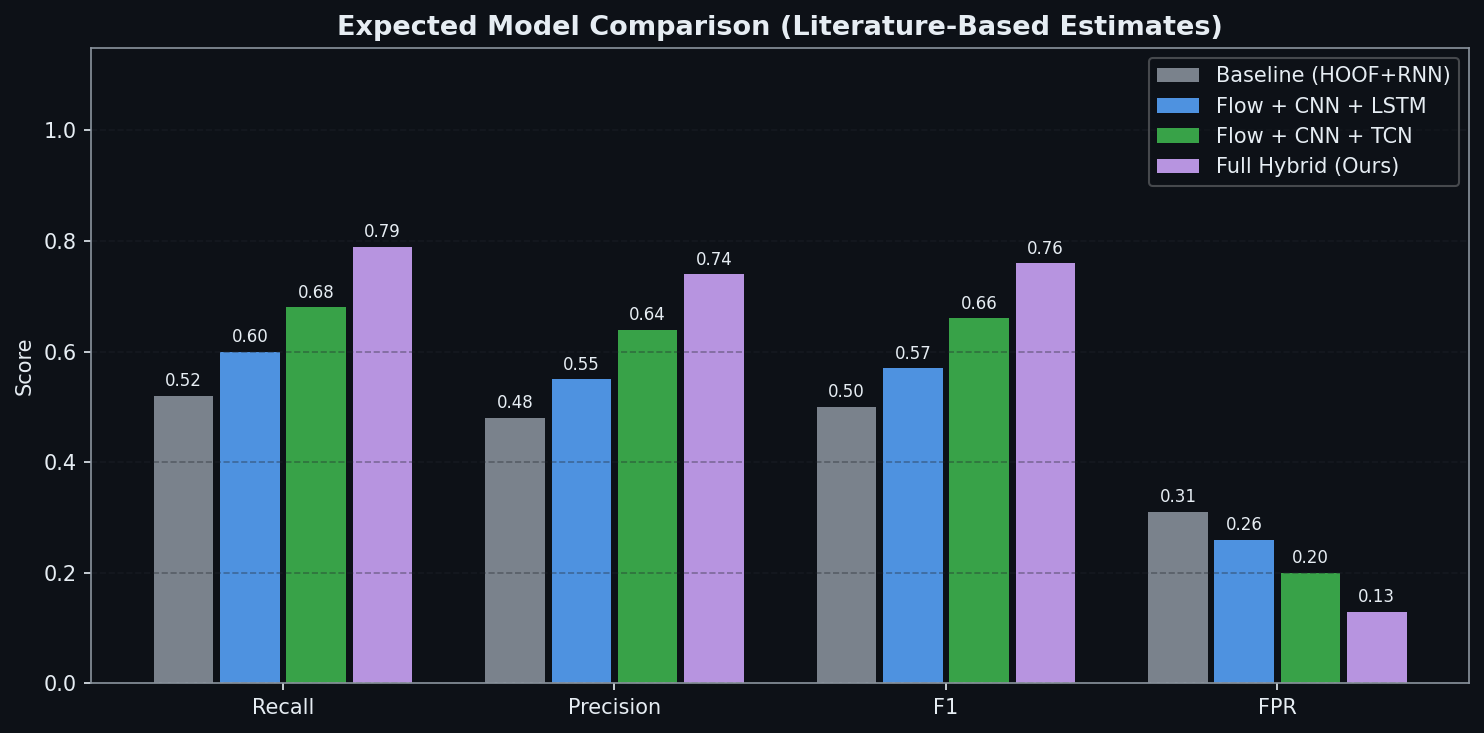 Expected Model Comparison (Literature-Based Estimates)
Baseline (HOOF+RNN)
Flow + CNN + LSTM
Flow + CNN + TCN
Full Hybrid (Ours)
Score
1.0
0.8
0.6
0.4
0.2
0.0
0.52
0.60
0.68
0.79
0.48
0.55
0.64
0.74
0.50
0.57
0.66
0.76
0.31
0.26
0.20
0.13
Recall
Precision
F1
FPR